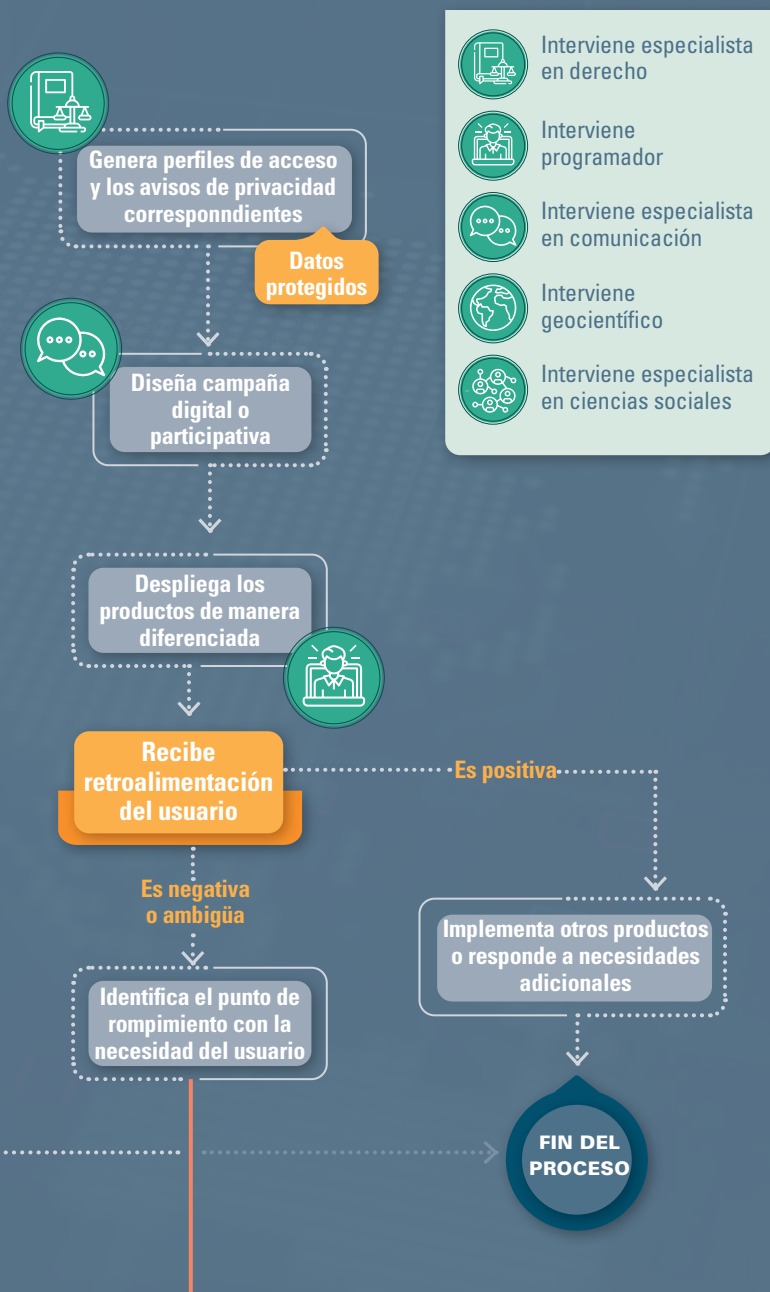 Genera perfiles de acceso
y los avisos de privacidad
corresponndientes
Datos
protegidos
Diseña campaña
digital o
participativa
Despliega los
productos de manera
diferenciada
Recibe
retroalimentación
del usuario
Es positiva
Es negativa
o ambigüa
Implementa otros productos
o responde a necesidades
adicionales
Identifica el punto de
rompimiento con la
necesidad del usuario
FIN DEL
PROCESO
Interviene especialista
en derecho
Interviene
programador
Interviene especialista
en comunicación
Interviene
geocientífico
Interviene especialista
en ciencias sociales